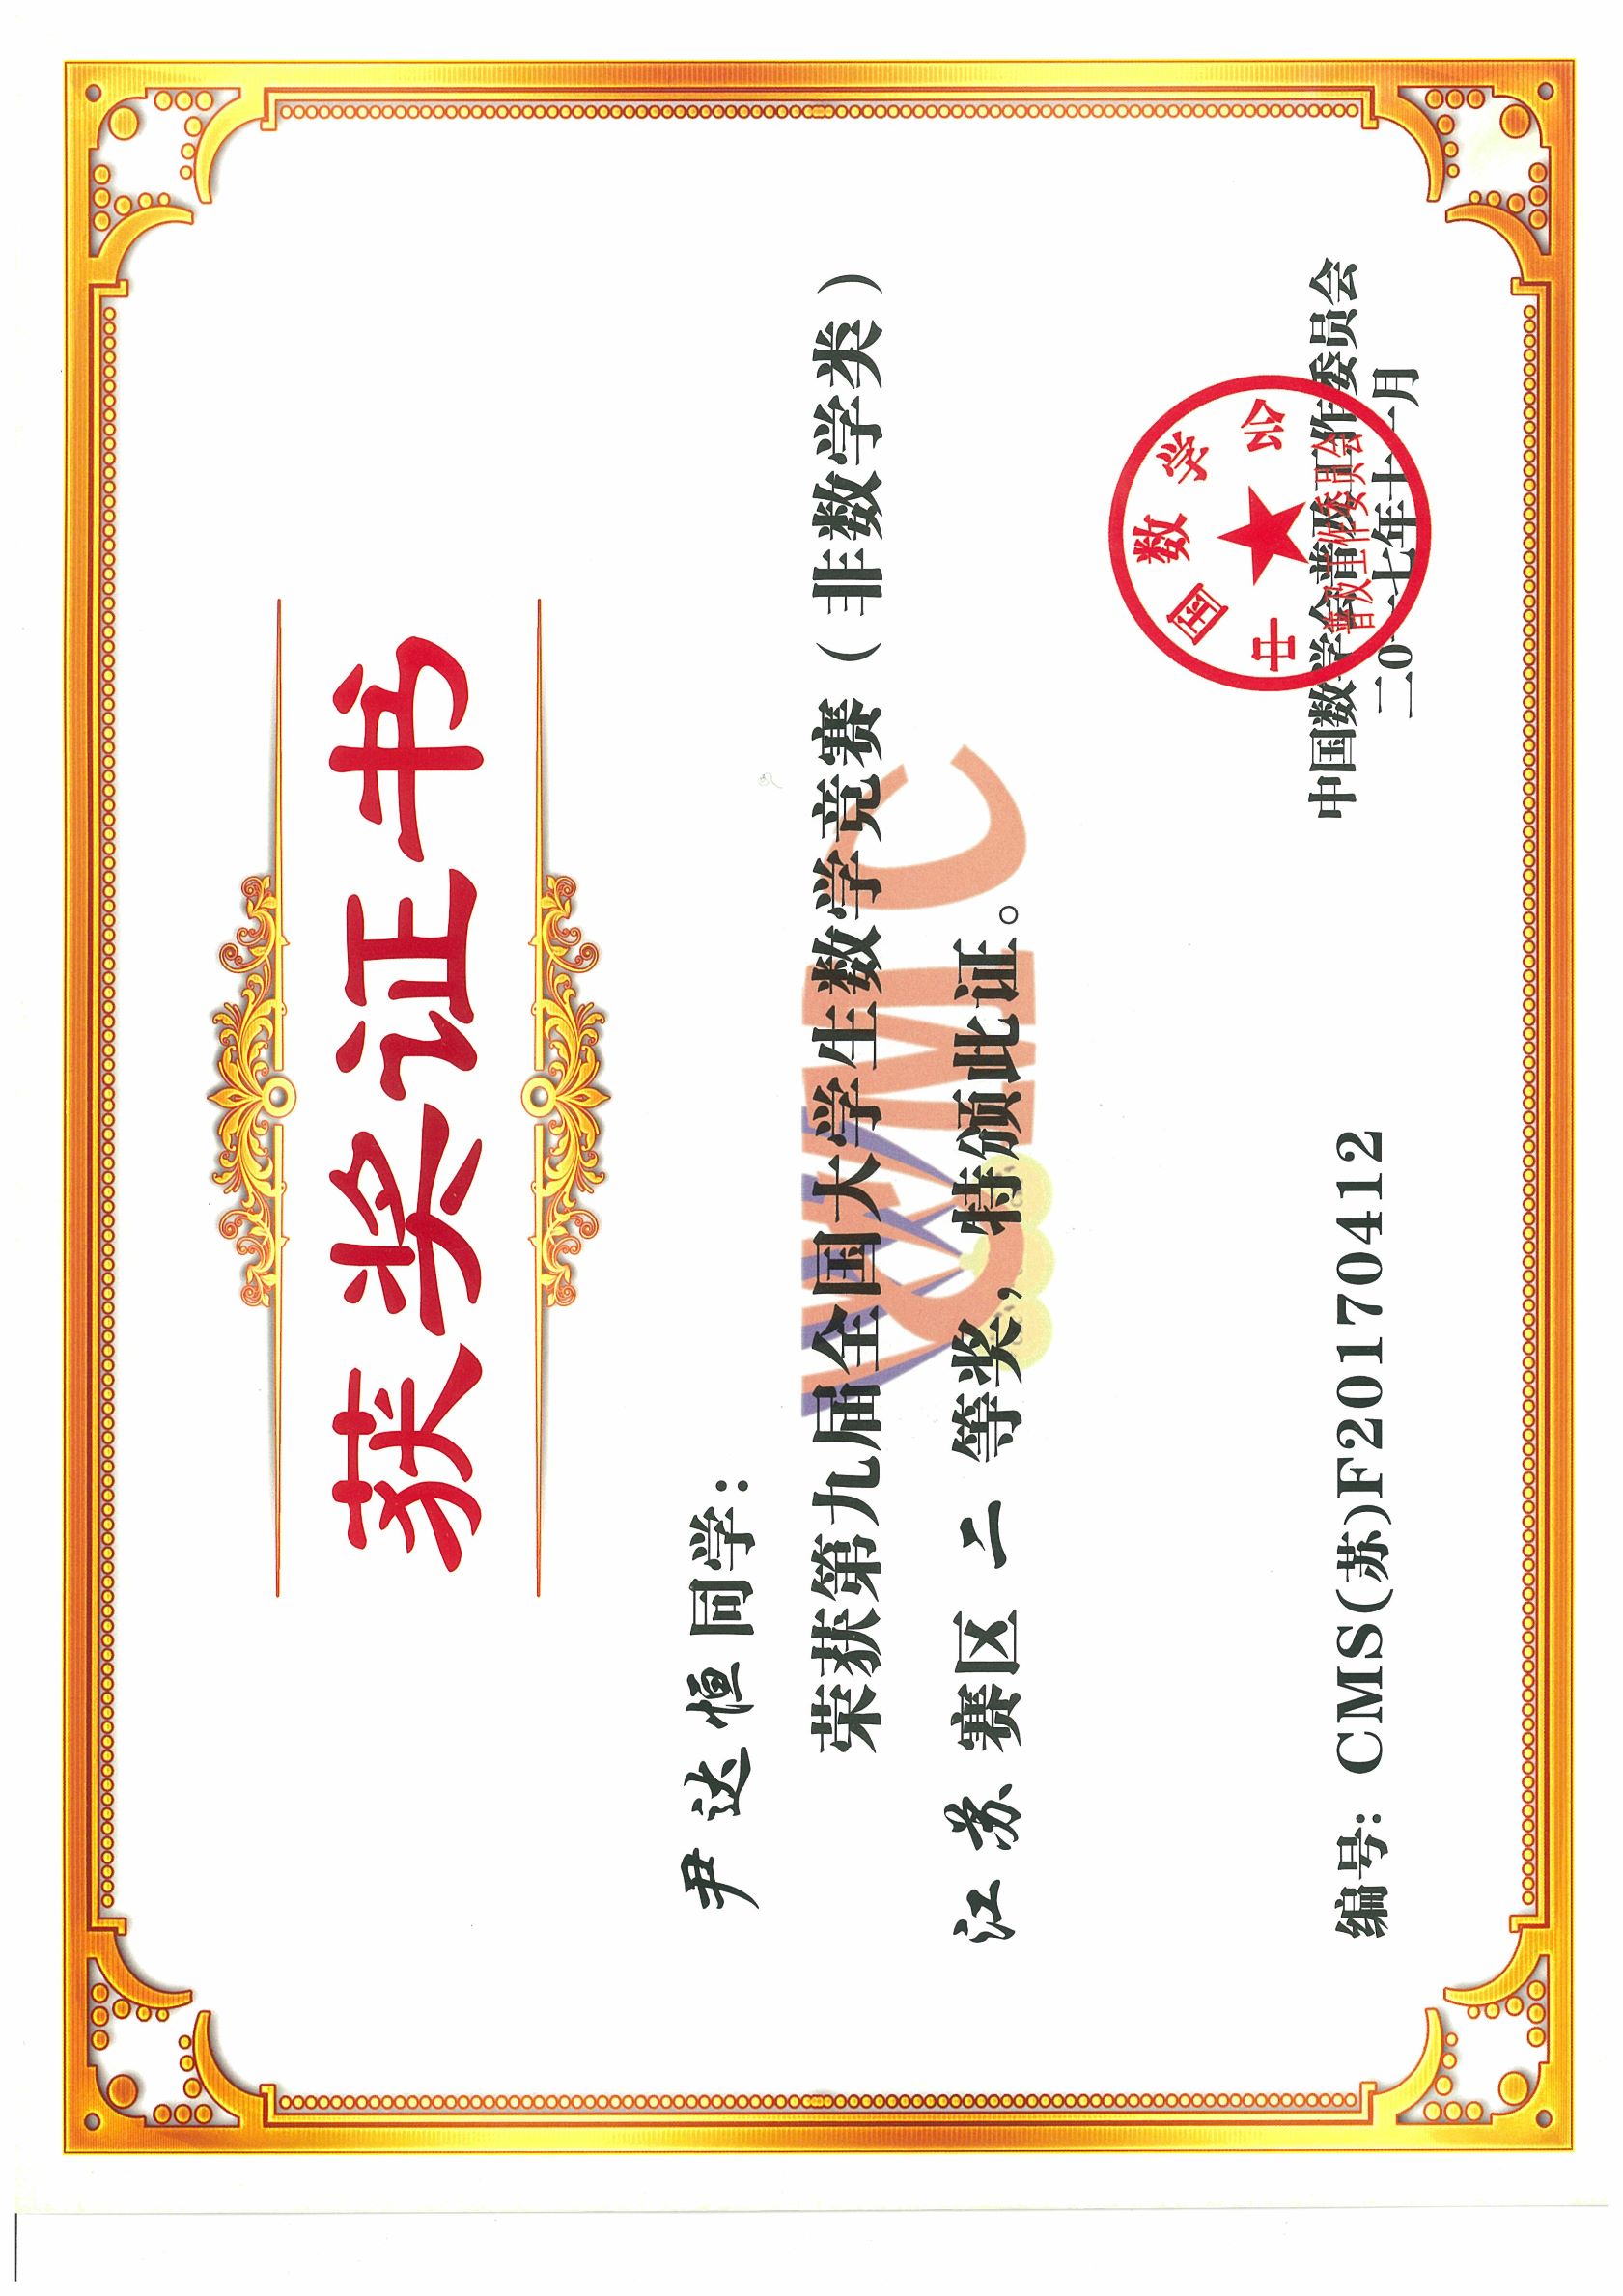 获奖证书
尹达恒同学：
荣获第九届全国大学生数学竞赛（非数学类）
江苏赛区 二 等奖，特颁此证。
CMC
中国数学会
普及工作委员会
编号：CMS(苏)F20170412
中国数学会普及工作委员会
二0一七年十一月